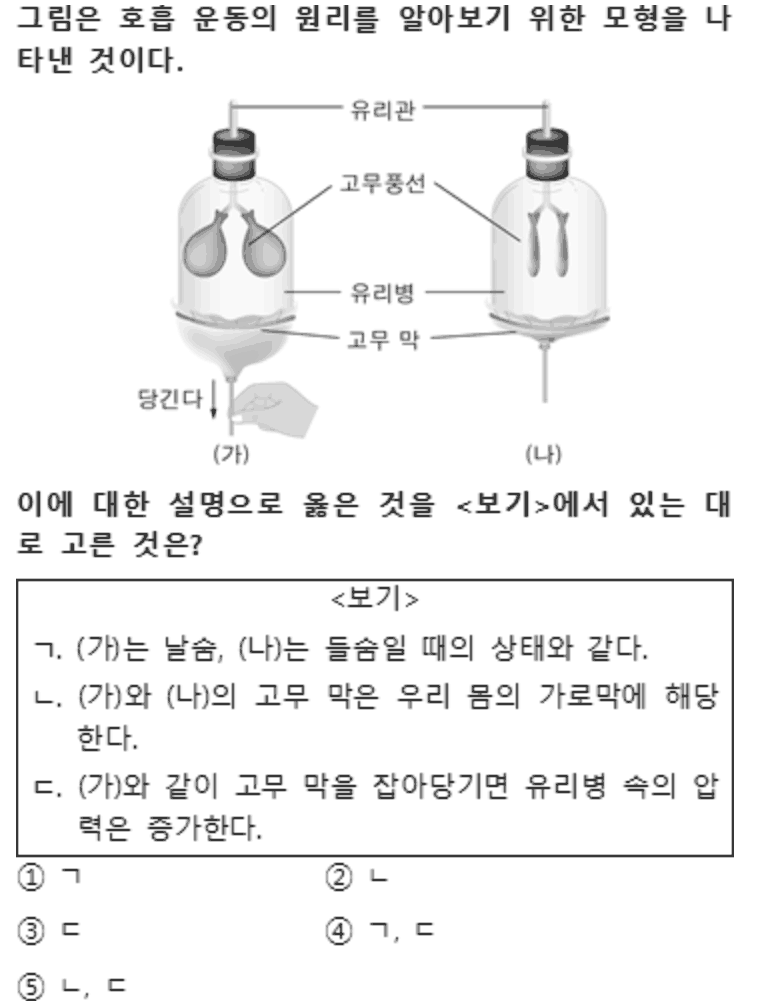 그림은 호흡 운동의 원리를 알아보기 위한 모형을 나
타낸 것이다.
유리관
고무풍선
유리병
고무 막
당긴다
(가)
(나)
이에 대한 설명으로 옳은 것을 <보기>에서 있는 대
로 고른 것은?
<보기>
ㄱ. (가)는 날숨, (나)는 들숨일 때의 상태와 같다.
ㄴ. (가)와 (나)의 고무 막은 우리 몸의 가로막에 해당
한다.
ㄷ. (가)와 같이 고무 막을 잡아당기면 유리병 속의 압
력은 증가한다.
① ㄱ ② ㄴ
③ ㄷ ④ ㄱ, ㄷ
⑤ ㄴ, ㄷ